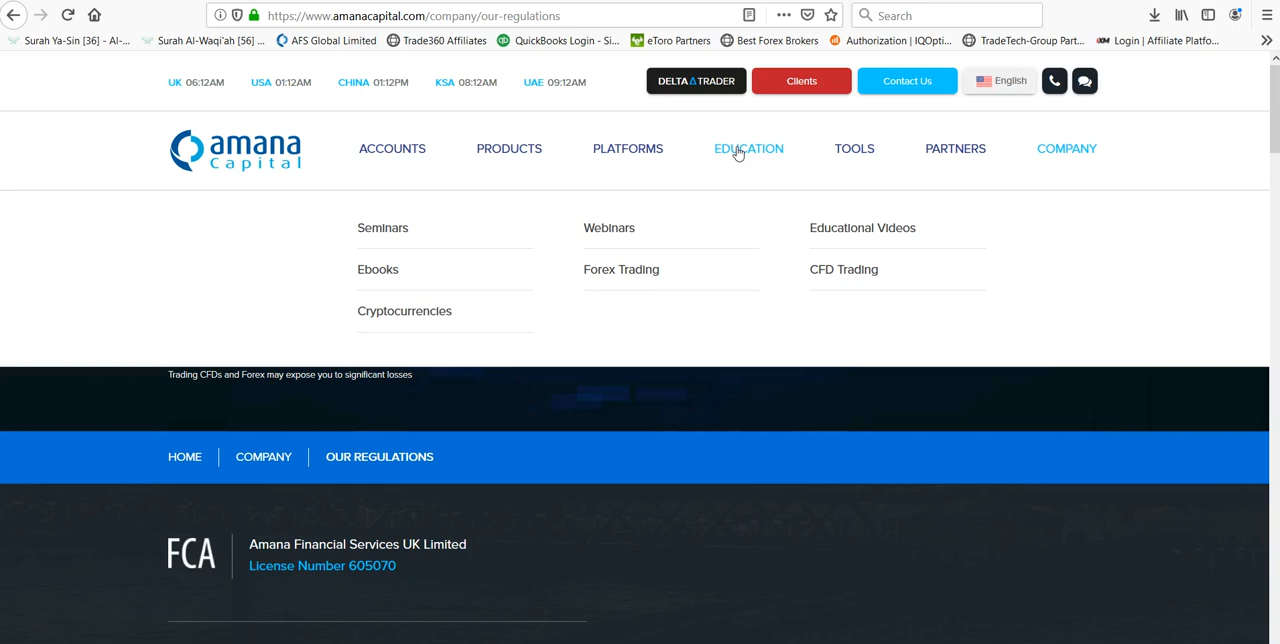 https://www.amanacapital.com/company/our-regulations
Search
Surah Ya-Sin [36] - Al-...
Surah Al-Waqi'ah [56] ...
AFS Global Limited
Trade360 Affiliates
QuickBooks Login - Si...
eToro Partners
Best Forex Brokers
Authorization | IQOpti...
TradeTech-Group Part...
Login | Affiliate Platfo...
UK 06:12AM
USA 01:12AM
CHINA 01:12PM
KSA 08:12AM
UAE 09:12AM
DELTA TRADER
Clients
Contact Us
English
amana
capital
ACCOUNTS
PRODUCTS
PLATFORMS
EDUCATION
TOOLS
PARTNERS
COMPANY
Seminars
Webinars
Educational Videos
Ebooks
Forex Trading
CFD Trading
Cryptocurrencies
Trading CFDs and Forex may expose you to significant losses
HOME
COMPANY
OUR REGULATIONS
FCA
Amana Financial Services UK Limited
License Number 605070